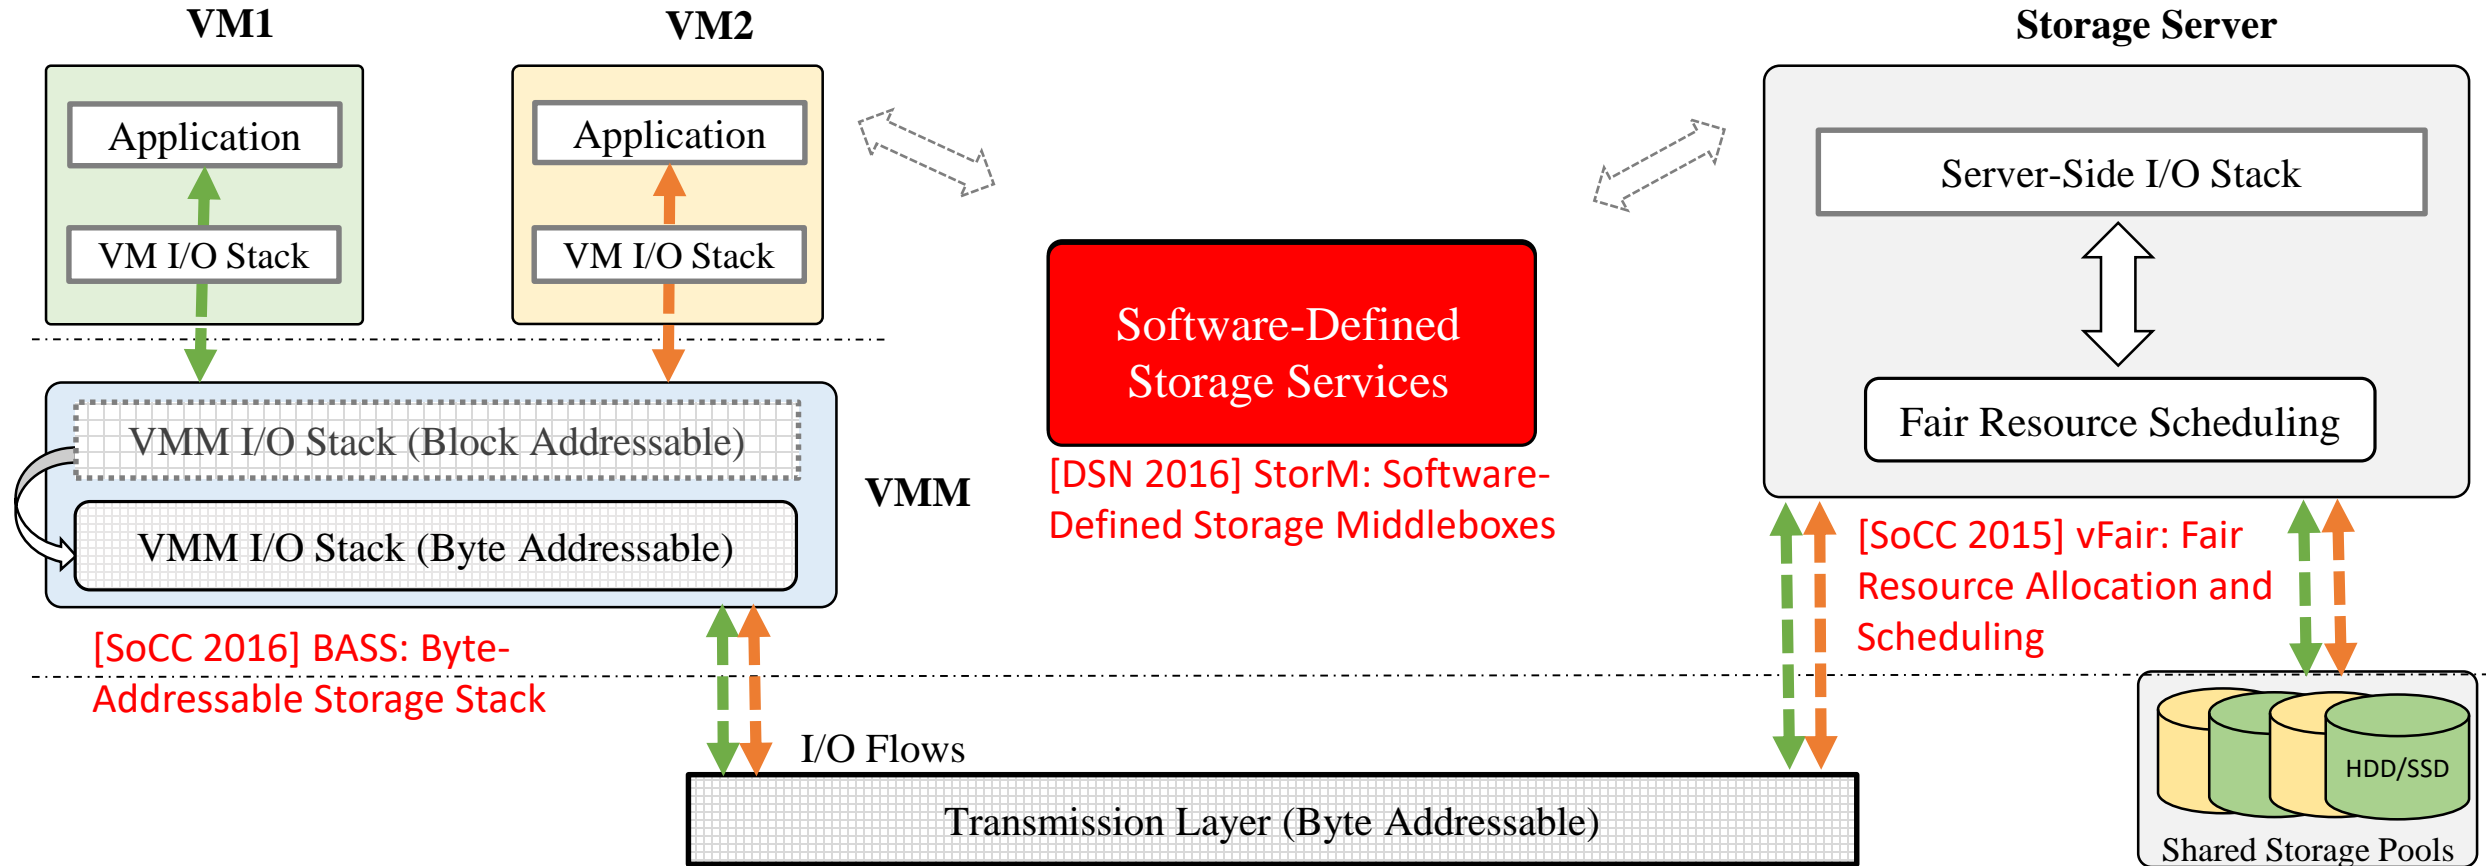 VM1
VM2
Storage Server
Application
Application
Server-Side I/O Stack
VM I/O Stack
VM I/O Stack
Software-Defined
Storage Services
Fair Resource Scheduling
VMM I/O Stack (Block Addressable)
VMM
VMM I/O Stack (Byte Addressable)
[DSN 2016] StorM: Software-
Defined Storage Middleboxes
[SoCC 2015] vFair: Fair
Resource Allocation and
Scheduling
[SoCC 2016] BASS: Byte-
Addressable Storage Stack
I/O Flows
HDD/SSD
Transmission Layer (Byte Addressable)
Shared Storage Pools